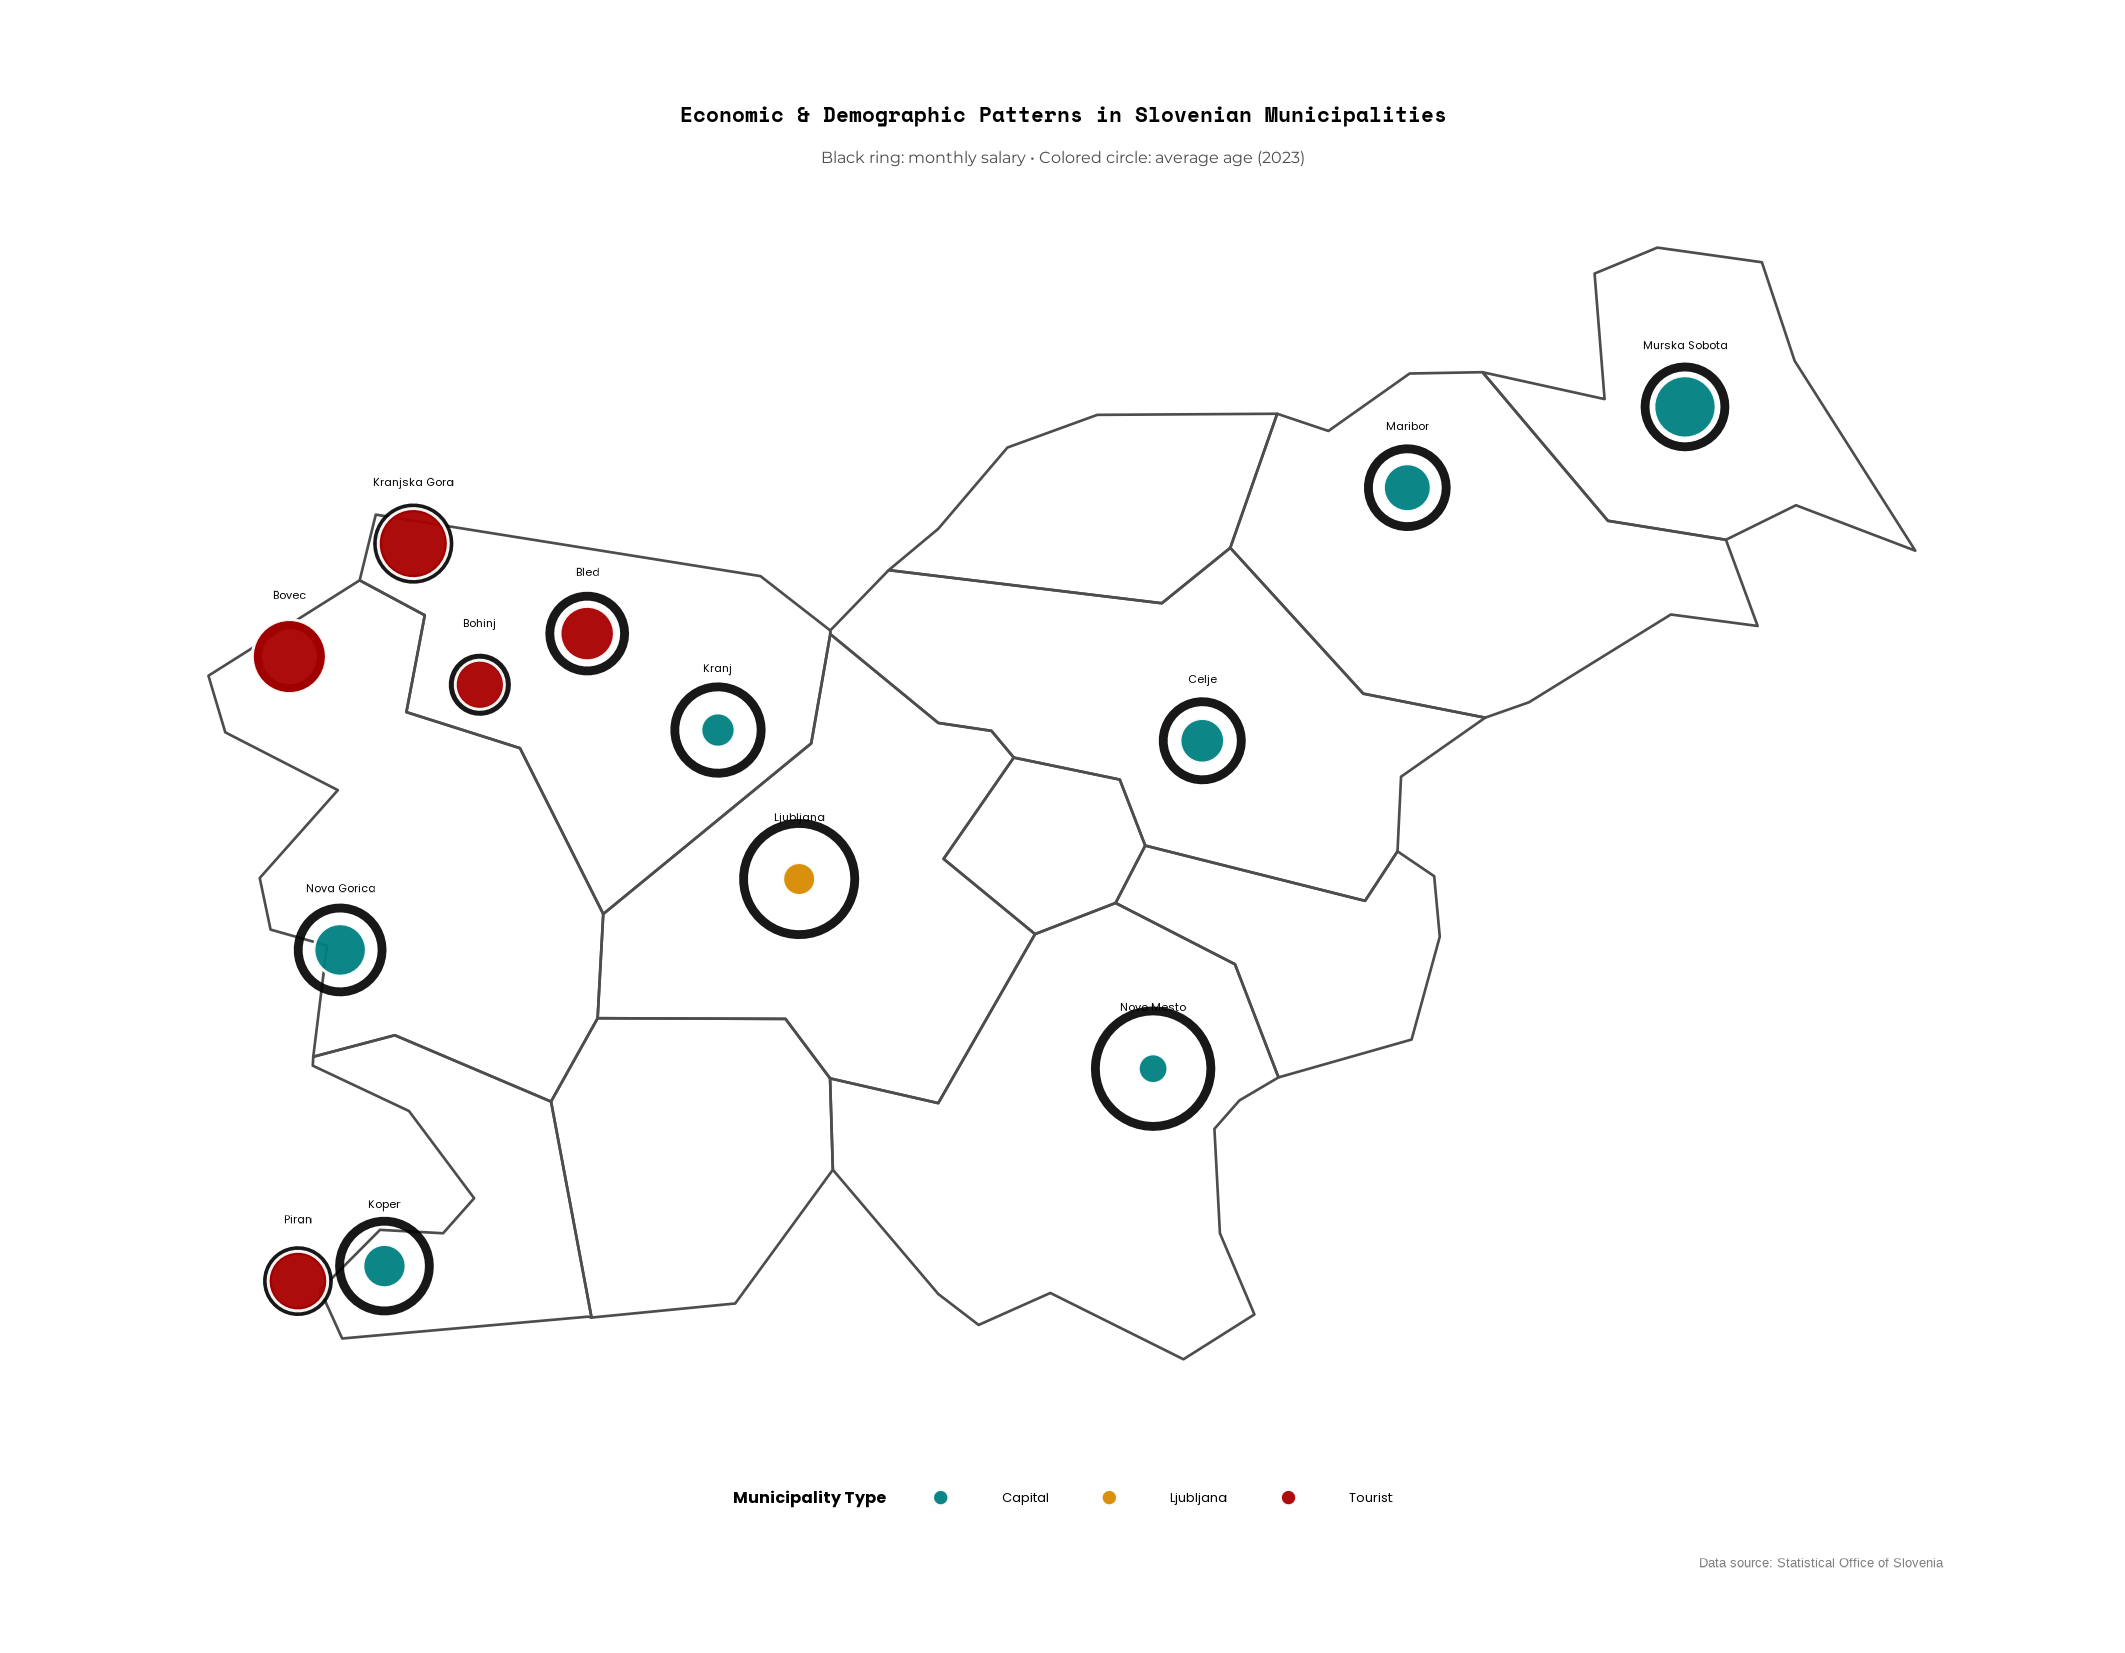 Economic & Demographic Patterns in Slovenian Municipalities
Black ring: monthly salary • Colored circle: average age (2023)
Murska Sobota
Maribor
Kranjska Gora
Bled
Bovec
Bohinj
Kranj
Celje
Ljubljana
Nova Gorica
Novo Mesto
Koper
Piran
Municipality Type
Capital
Ljubljana
Tourist
Data source: Statistical Office of Slovenia